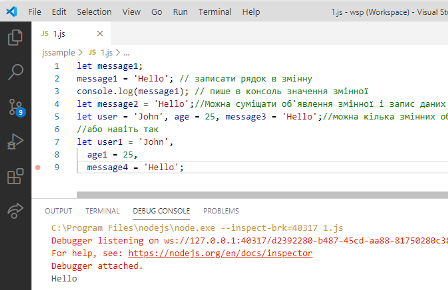 File Edit Selection View Go Run Terminal Help 1.js - wsp (Workspace) - Visual
1.js
jssample > 1.js > ...
1 let message1;
2 message1 = 'Hello'; // записати рядок в змінну
3 console.log(message1); // пише в консоль значення змінної
4 let message2 = 'Hello';//Можна суміщати об'явлення змінної і запис даних
5 let user = 'John', age = 25, message3 = 'Hello';//можна кілька змінних об
6 //або навіть так
7 let user1 = 'John',
8 age1 = 25,
9 message4 = 'Hello';
9
OUTPUT TERMINAL DEBUG CONSOLE PROBLEMS
C:\Program Files\nodejs\node.exe --inspect-brk=40317 1.js
Debugger listening on ws://127.0.0.1:40317/d2392280-b487-45cd-aa88-81750280c3
For help, see: https://nodejs.org/en/docs/inspector
Debugger attached.
Hello